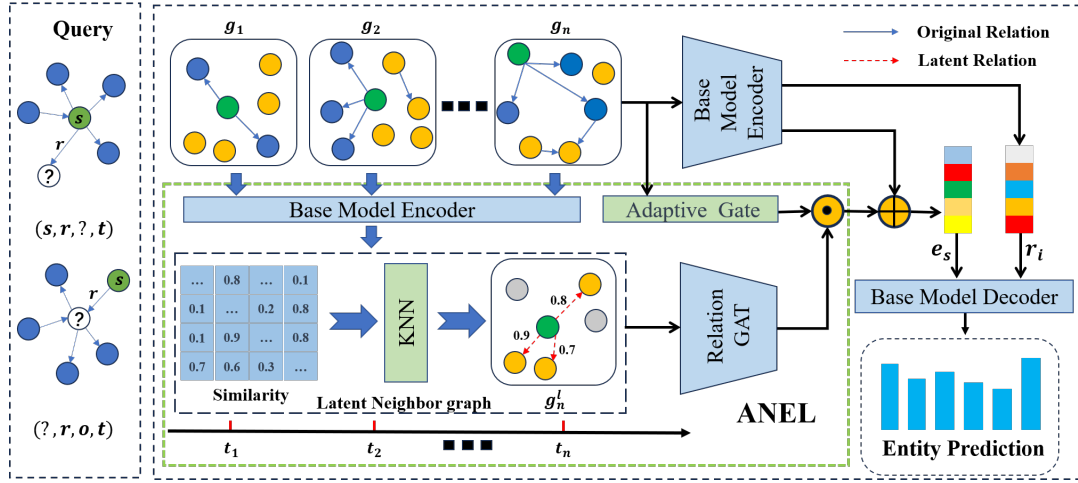 Query
s
r
?
(s, r, ?, t)
s
r
?
(?, r, o, t)
g₁
g₂
gₙ
Original Relation
Latent Relation
Base Model Encoder
Base Model Encoder
Adaptive Gate
… 0.8 … 0.1
0.1 … 0.2 0.8
0.1 0.9 … 0.8
0.7 0.6 0.3 …
Similarity
KNN
0.8
0.9
0.7
gₙˡ
Latent Neighbor graph
Relation GAT
ANEL
t₁
t₂
tₙ
eₛ
rᵢ
Base Model Decoder
Entity Prediction